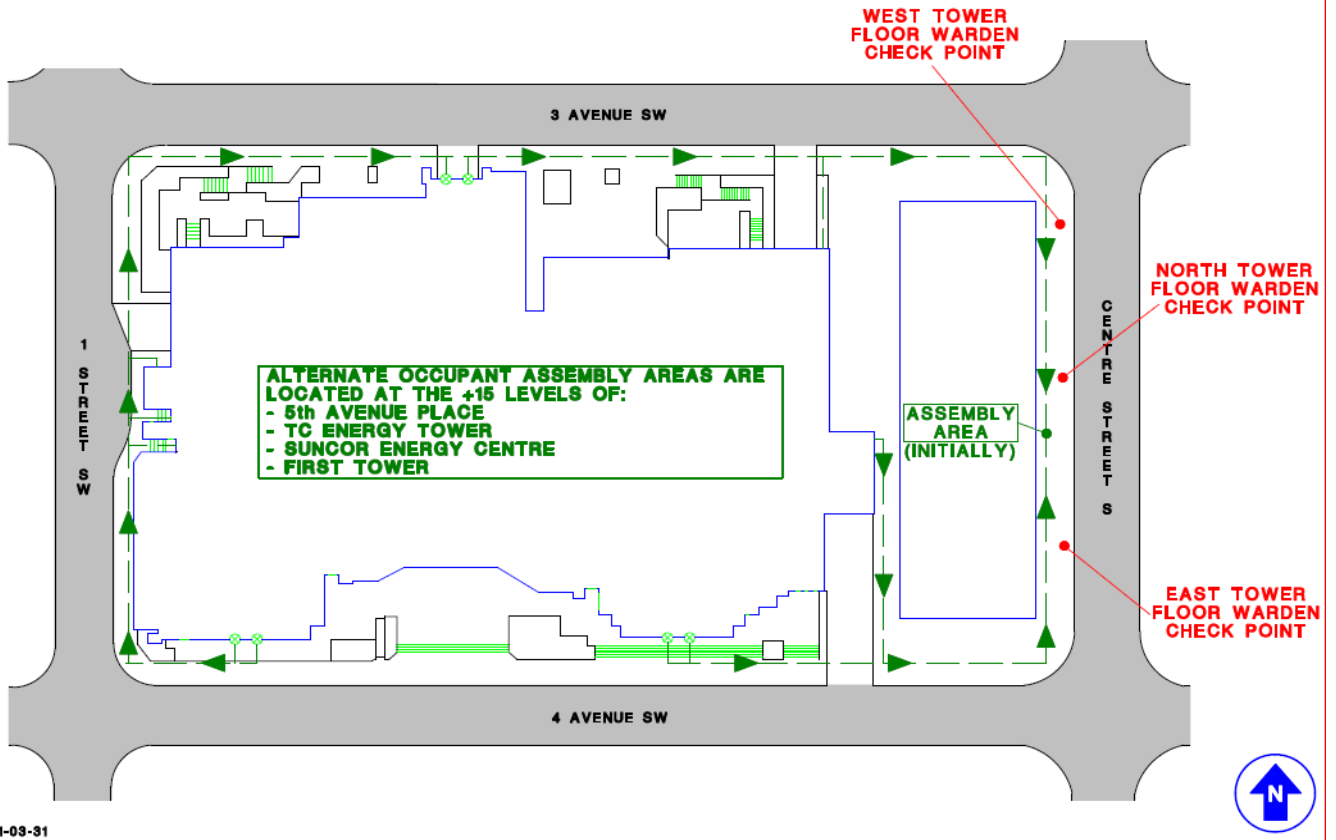 WEST TOWER
FLOOR WARDEN
CHECK POINT
3 AVENUE SW
NORTH TOWER
FLOOR WARDEN
CHECK POINT
1 STREET SW
CENTRE STREET S
ALTERNATE OCCUPANT ASSEMBLY AREAS ARE
LOCATED AT THE +15 LEVELS OF:
- 5th AVENUE PLACE
- TC ENERGY TOWER
- SUNCOR ENERGY CENTRE
- FIRST TOWER
ASSEMBLY
AREA
(INITIALLY)
EAST TOWER
FLOOR WARDEN
CHECK POINT
4 AVENUE SW
N
-03-31